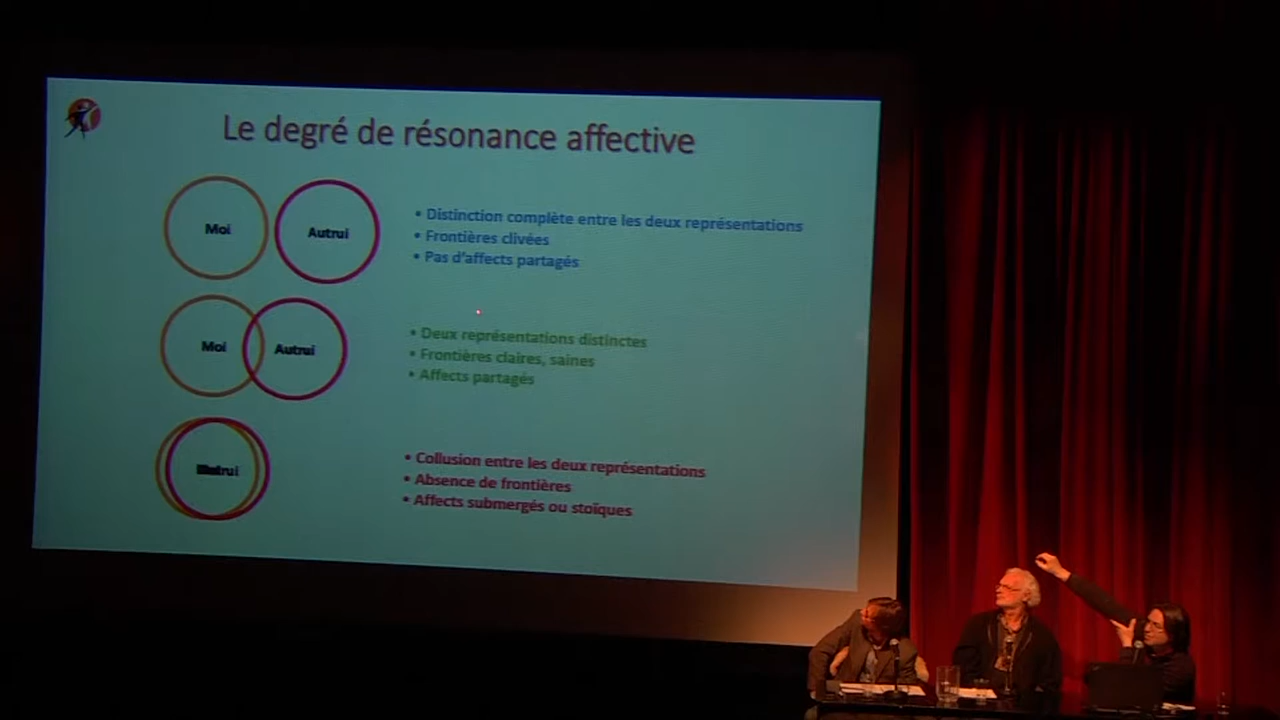 Le degré de résonance affective
Moi
Autrui
• Distinction complète entre les deux représentations
• Frontières clivées
• Pas d'affects partagés
Moi
Autrui
• Deux représentations distinctes
• Frontières claires, saines
• Affects partagés
• Collusion entre les deux représentations
• Absence de frontières
• Affects submergés ou stoïques